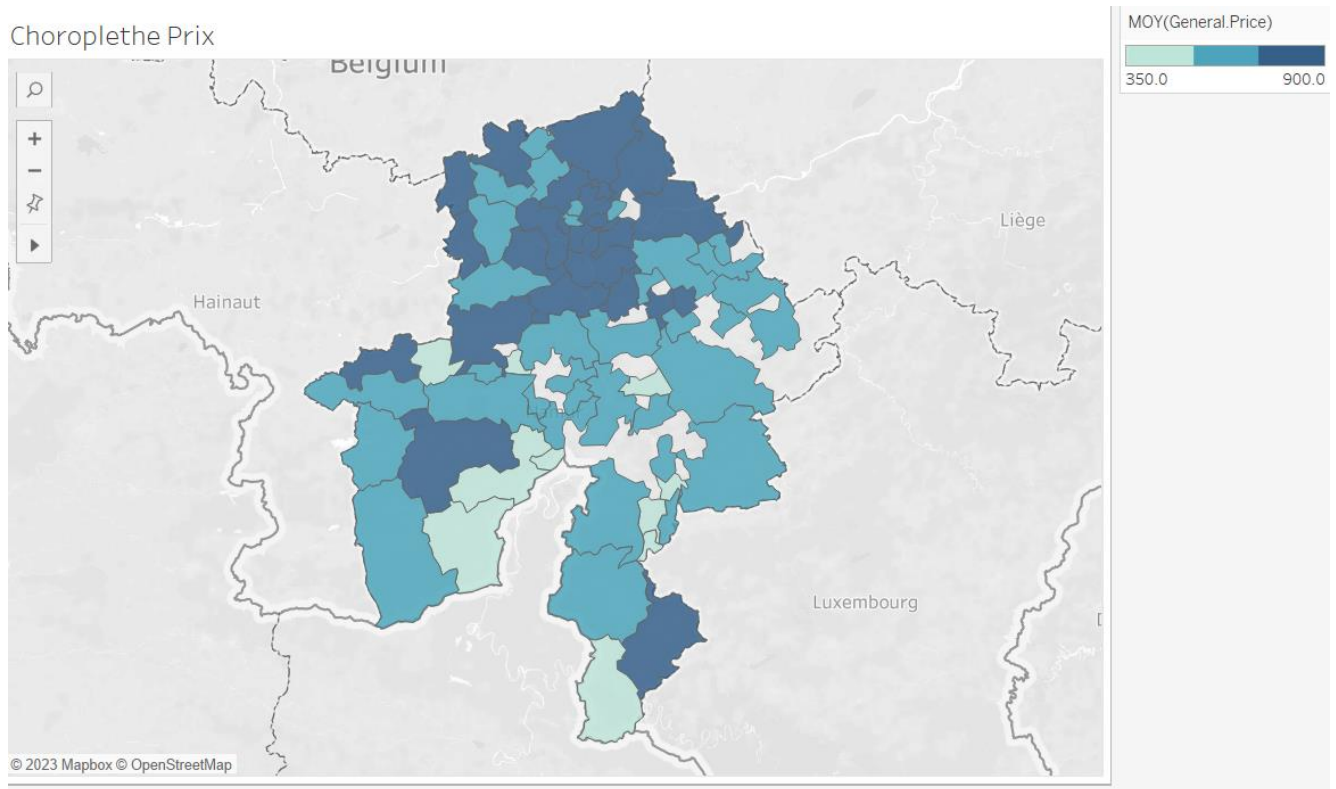 Choroplethe Prix
MOY(General.Price)
350.0 900.0
Belgium
Liège
Hainaut
Luxembourg
© 2023 Mapbox © OpenStreetMap